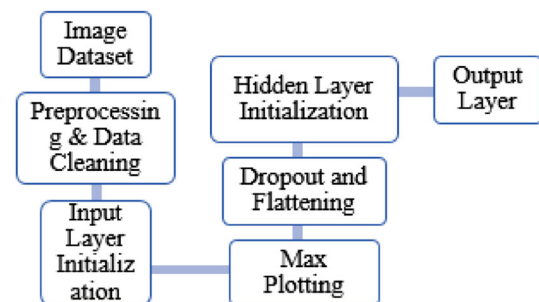 Image
Dataset
Preprocessin
g & Data
Cleaning
Input
Layer
Initializ
ation
Max
Plotting
Dropout and
Flattening
Hidden Layer
Initialization
Output
Layer